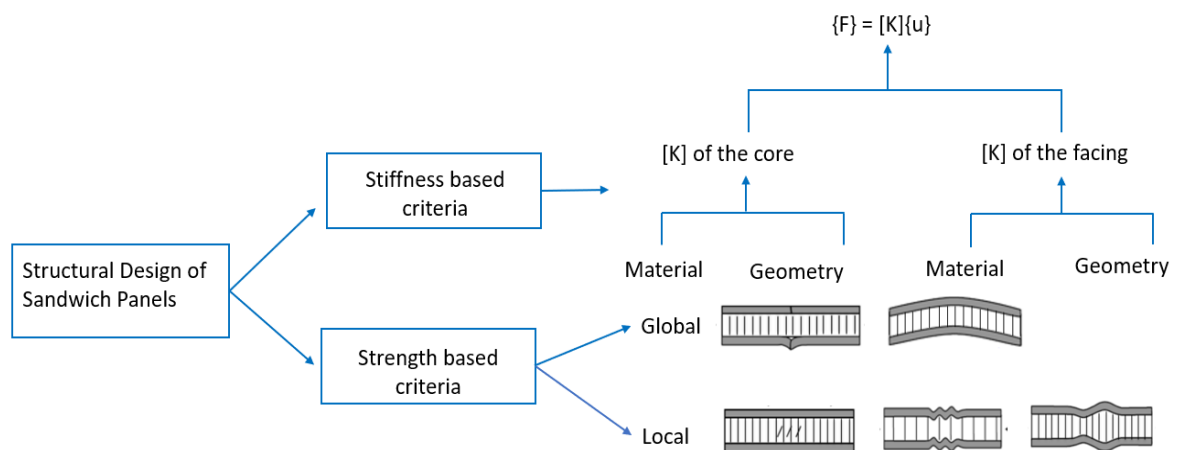 {F} = [K]{u}
[K] of the core
[K] of the facing
Stiffness based
criteria
Structural Design of
Sandwich Panels
Material
Geometry
Material
Geometry
Global
Strength based
criteria
Local